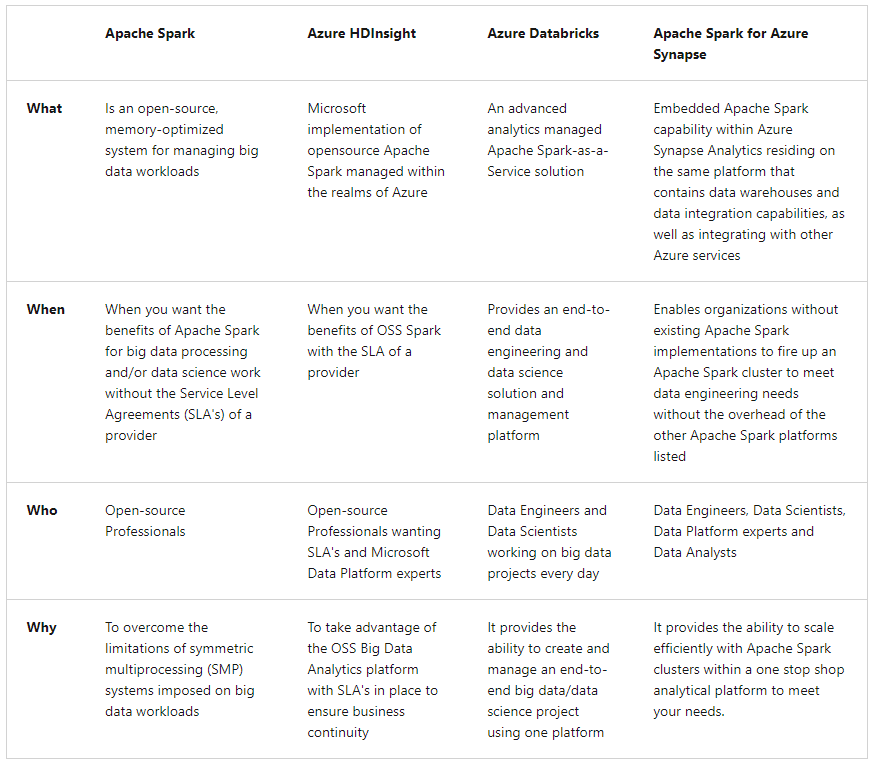 Apache Spark
Azure HDInsight
Azure Databricks
Apache Spark for Azure
Synapse
What
Is an open-source,
memory-optimized
system for managing big
data workloads
Microsoft
implementation of
opensource Apache
Spark managed within
the realms of Azure
An advanced
analytics managed
Apache Spark-as-a-
Service solution
Embedded Apache Spark
capability within Azure
Synapse Analytics residing on
the same platform that
contains data warehouses and
data integration capabilities, as
well as integrating with other
Azure services
When
When you want the
benefits of Apache Spark
for big data processing
and/or data science work
without the Service Level
Agreements (SLA's) of a
provider
When you want the
benefits of OSS Spark
with the SLA of a
provider
Provides an end-to-
end data
engineering and
data science
solution and
management
platform
Enables organizations without
existing Apache Spark
implementations to fire up an
Apache Spark cluster to meet
data engineering needs
without the overhead of the
other Apache Spark platforms
listed
Who
Open-source
Professionals
Open-source
Professionals wanting
SLA's and Microsoft
Data Platform experts
Data Engineers and
Data Scientists
working on big data
projects every day
Data Engineers, Data Scientists,
Data Platform experts and
Data Analysts
Why
To overcome the
limitations of symmetric
multiprocessing (SMP)
systems imposed on big
data workloads
To take advantage of
the OSS Big Data
Analytics platform
with SLA's in place to
ensure business
continuity
It provides the
ability to create and
manage an end-to-
end big data/data
science project
using one platform
It provides the ability to scale
efficiently with Apache Spark
clusters within a one stop shop
analytical platform to meet
your needs.